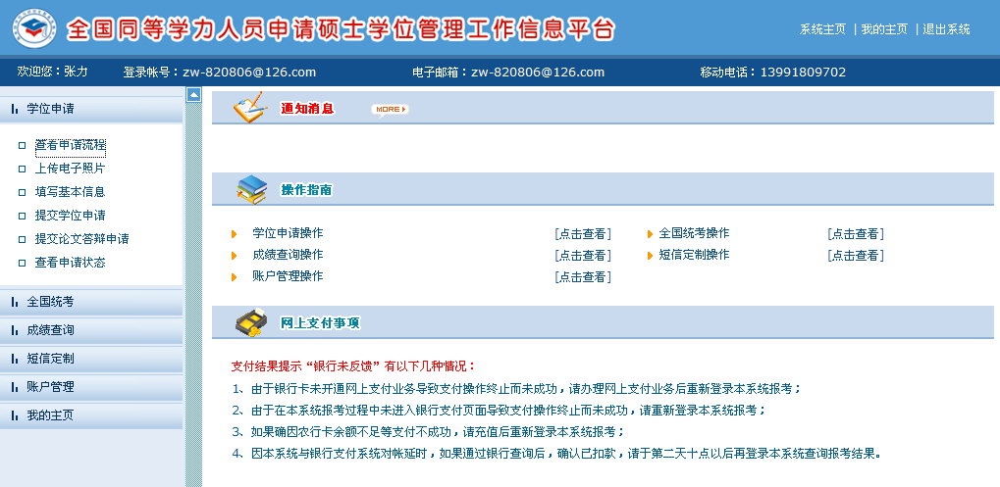 全国同等学力人员申请硕士学位管理工作信息平台
系统主页 | 我的主页 | 退出系统
欢迎您：张力 登录帐号：zw-820806@126.com 电子邮箱：zw-820806@126.com 移动电话：13991809702
学位申请
查看申请流程
上传电子照片
填写基本信息
提交学位申请
提交论文答辩申请
查看申请状态
全国统考
成绩查询
短信定制
账户管理
我的主页
通知消息 MORE
操作指南
学位申请操作 [点击查看] 全国统考操作 [点击查看]
成绩查询操作 [点击查看] 短信定制操作 [点击查看]
账户管理操作 [点击查看]
网上支付事项
支付结果提示“银行未反馈”有以下几种情况：
1、由于银行卡未开通网上支付业务导致支付操作终止而未成功，请办理网上支付业务后重新登录本系统报考；
2、由于在本系统报考过程中未进入银行支付页面导致支付操作终止而未成功，请重新登录本系统报考；
3、如果确因农行卡余额不足等支付不成功，请充值后重新登录本系统报考；
4、因本系统与银行支付系统对帐延时，如果通过银行查询后，确认已扣款，请于第二天十点以后再登录本系统查询报考结果。